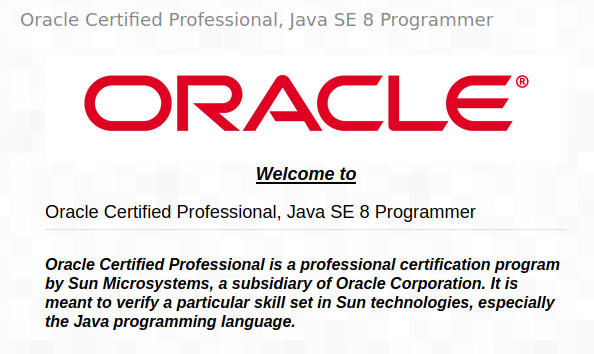 Oracle Certified Professional, Java SE 8 Programmer
ORACLE®
Welcome to
Oracle Certified Professional, Java SE 8 Programmer
Oracle Certified Professional is a professional certification program
by Sun Microsystems, a subsidiary of Oracle Corporation. It is
meant to verify a particular skill set in Sun technologies, especially
the Java programming language.